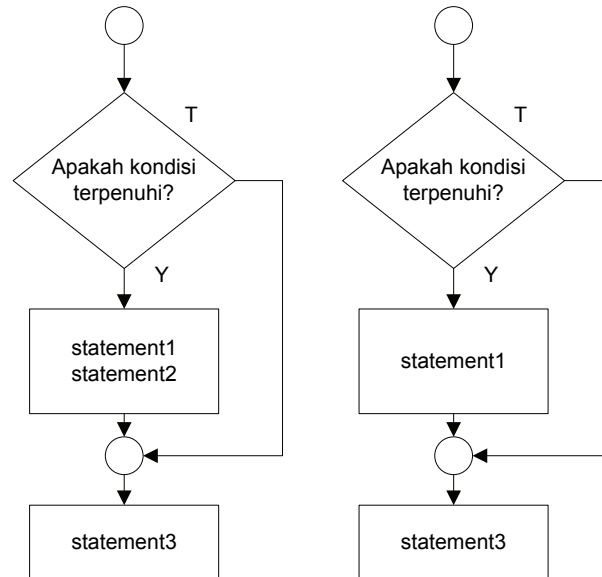 T
Apakah kondisi
terpenuhi?
Y
statement1
statement2
statement3
T
Apakah kondisi
terpenuhi?
Y
statement1
statement3